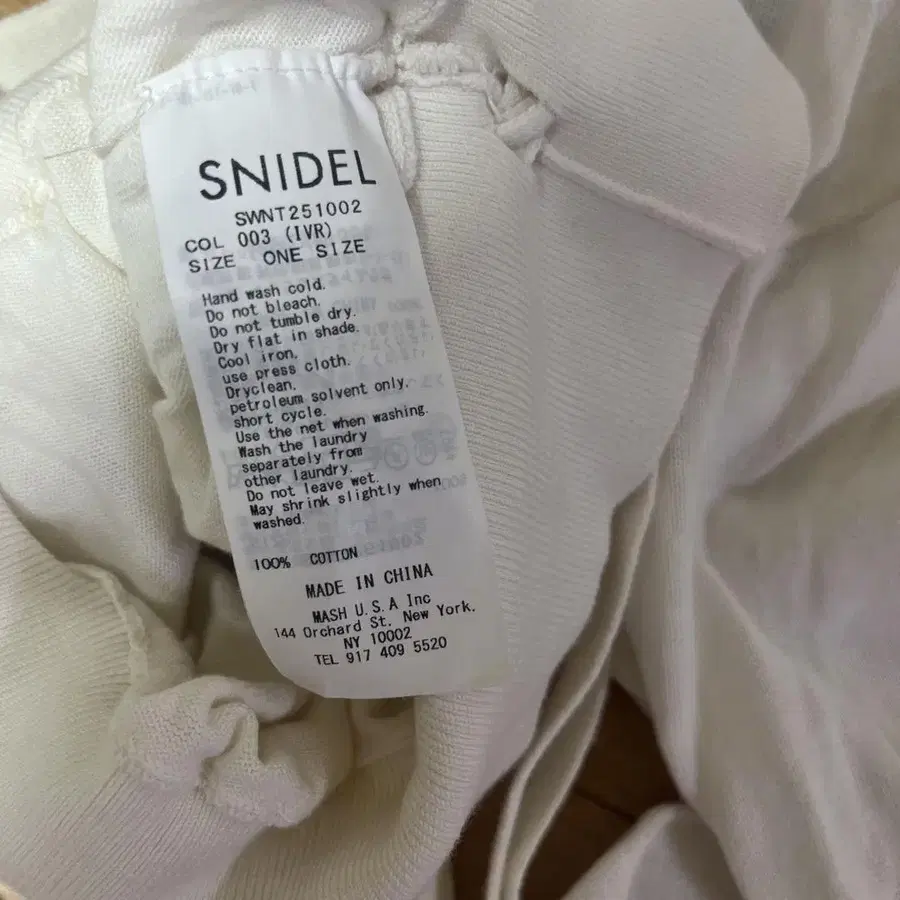 SNIDEL
SWNT251002
COL 003 (IVR)
SIZE ONE SIZE
Hand wash cold.
Do not bleach.
Do not tumble dry.
Dry flat in shade.
Cool iron,
use press cloth.
Dryclean,
petroleum solvent only,
short cycle.
Use the net when washing.
Wash the laundry
separately from
other laundry.
Do not leave wet.
May shrink slightly when
washed.
100% COTTON
MADE IN CHINA
MASH U.S.A Inc
144 Orchard St. New York.
NY 10002
TEL 917 409 5520